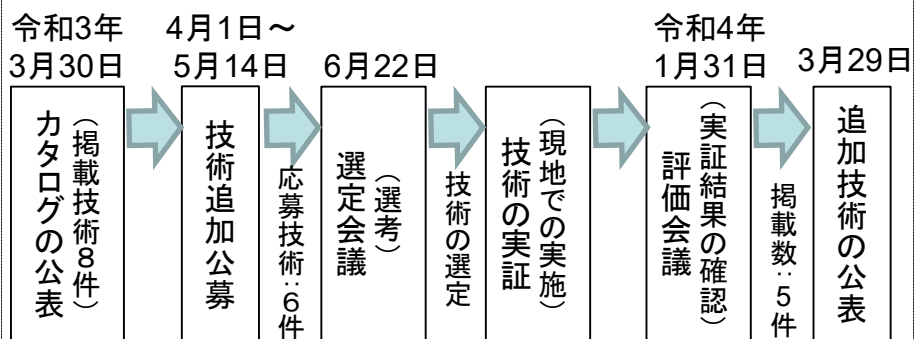 令和3年
3月30日
4月1日～
5月14日
6月22日
令和4年
1月31日
3月29日
カタログの公表
（掲載技術8件）
技術追加公募
応募技術：6件
選定会議
（選考）
技術の選定
技術の実証
（現地での実施）
評価会議
（実証結果の確認）
掲載数：5件
追加技術の公表